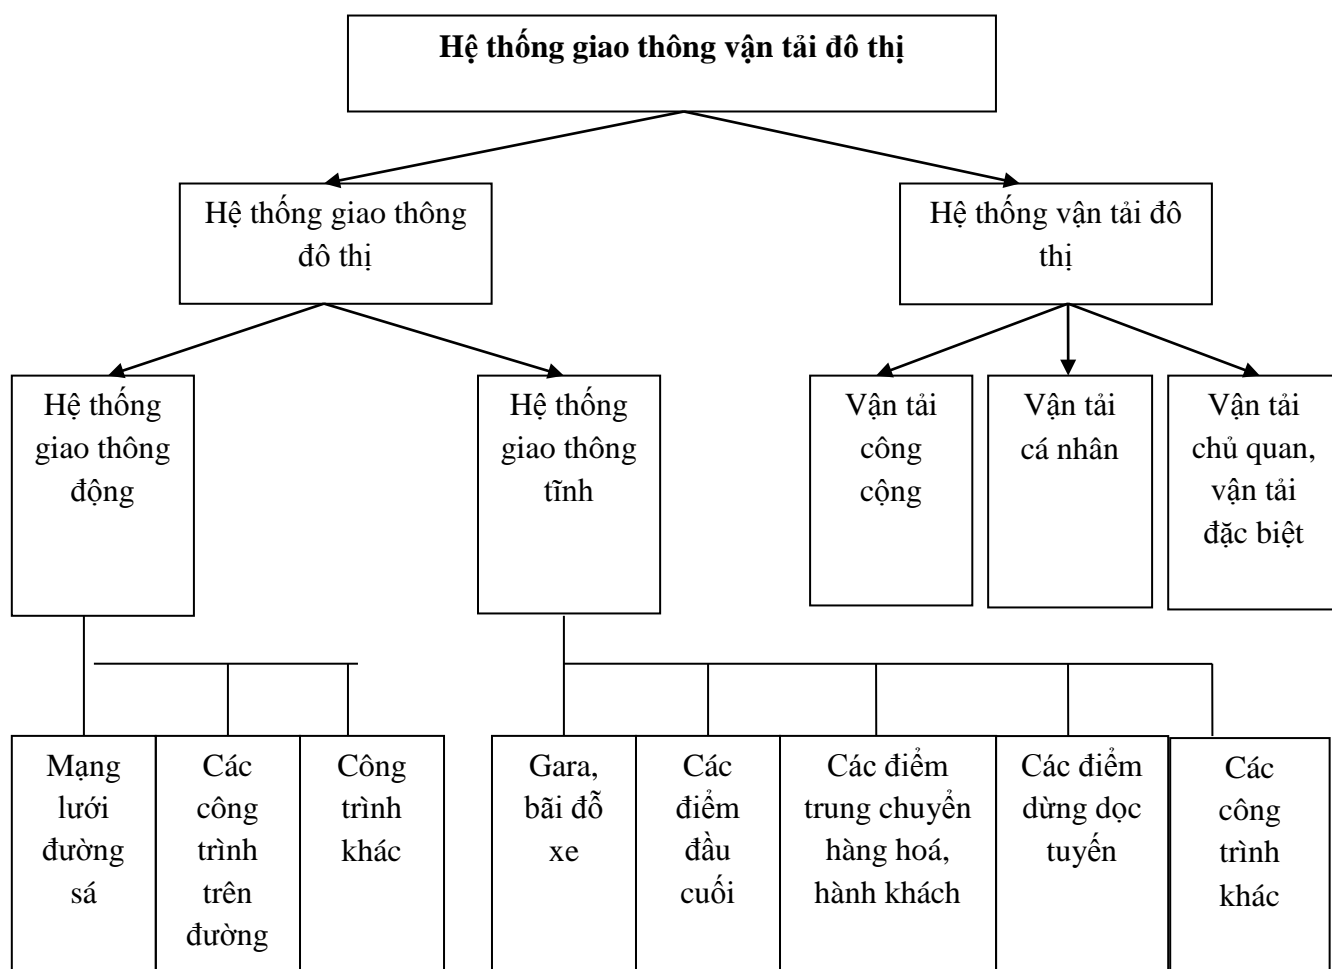 Hệ thống giao thông vận tải đô thị
Hệ thống giao thông
đô thị
Hệ thống vận tải đô
thị
Hệ thống
giao thông
động
Hệ thống
giao thông
tĩnh
Vận tải
công
cộng
Vận tải
cá nhân
Vận tải
chủ quan,
vận tải
đặc biệt
Mạng
lưới
đường
sá
Các
công
trình
trên
đường
Công
trình
khác
Gara,
bãi đỗ
xe
Các
điểm
đầu
cuối
Các điểm
trung chuyển
hàng hoá,
hành khách
Các điểm
dừng dọc
tuyến
Các
công
trình
khác